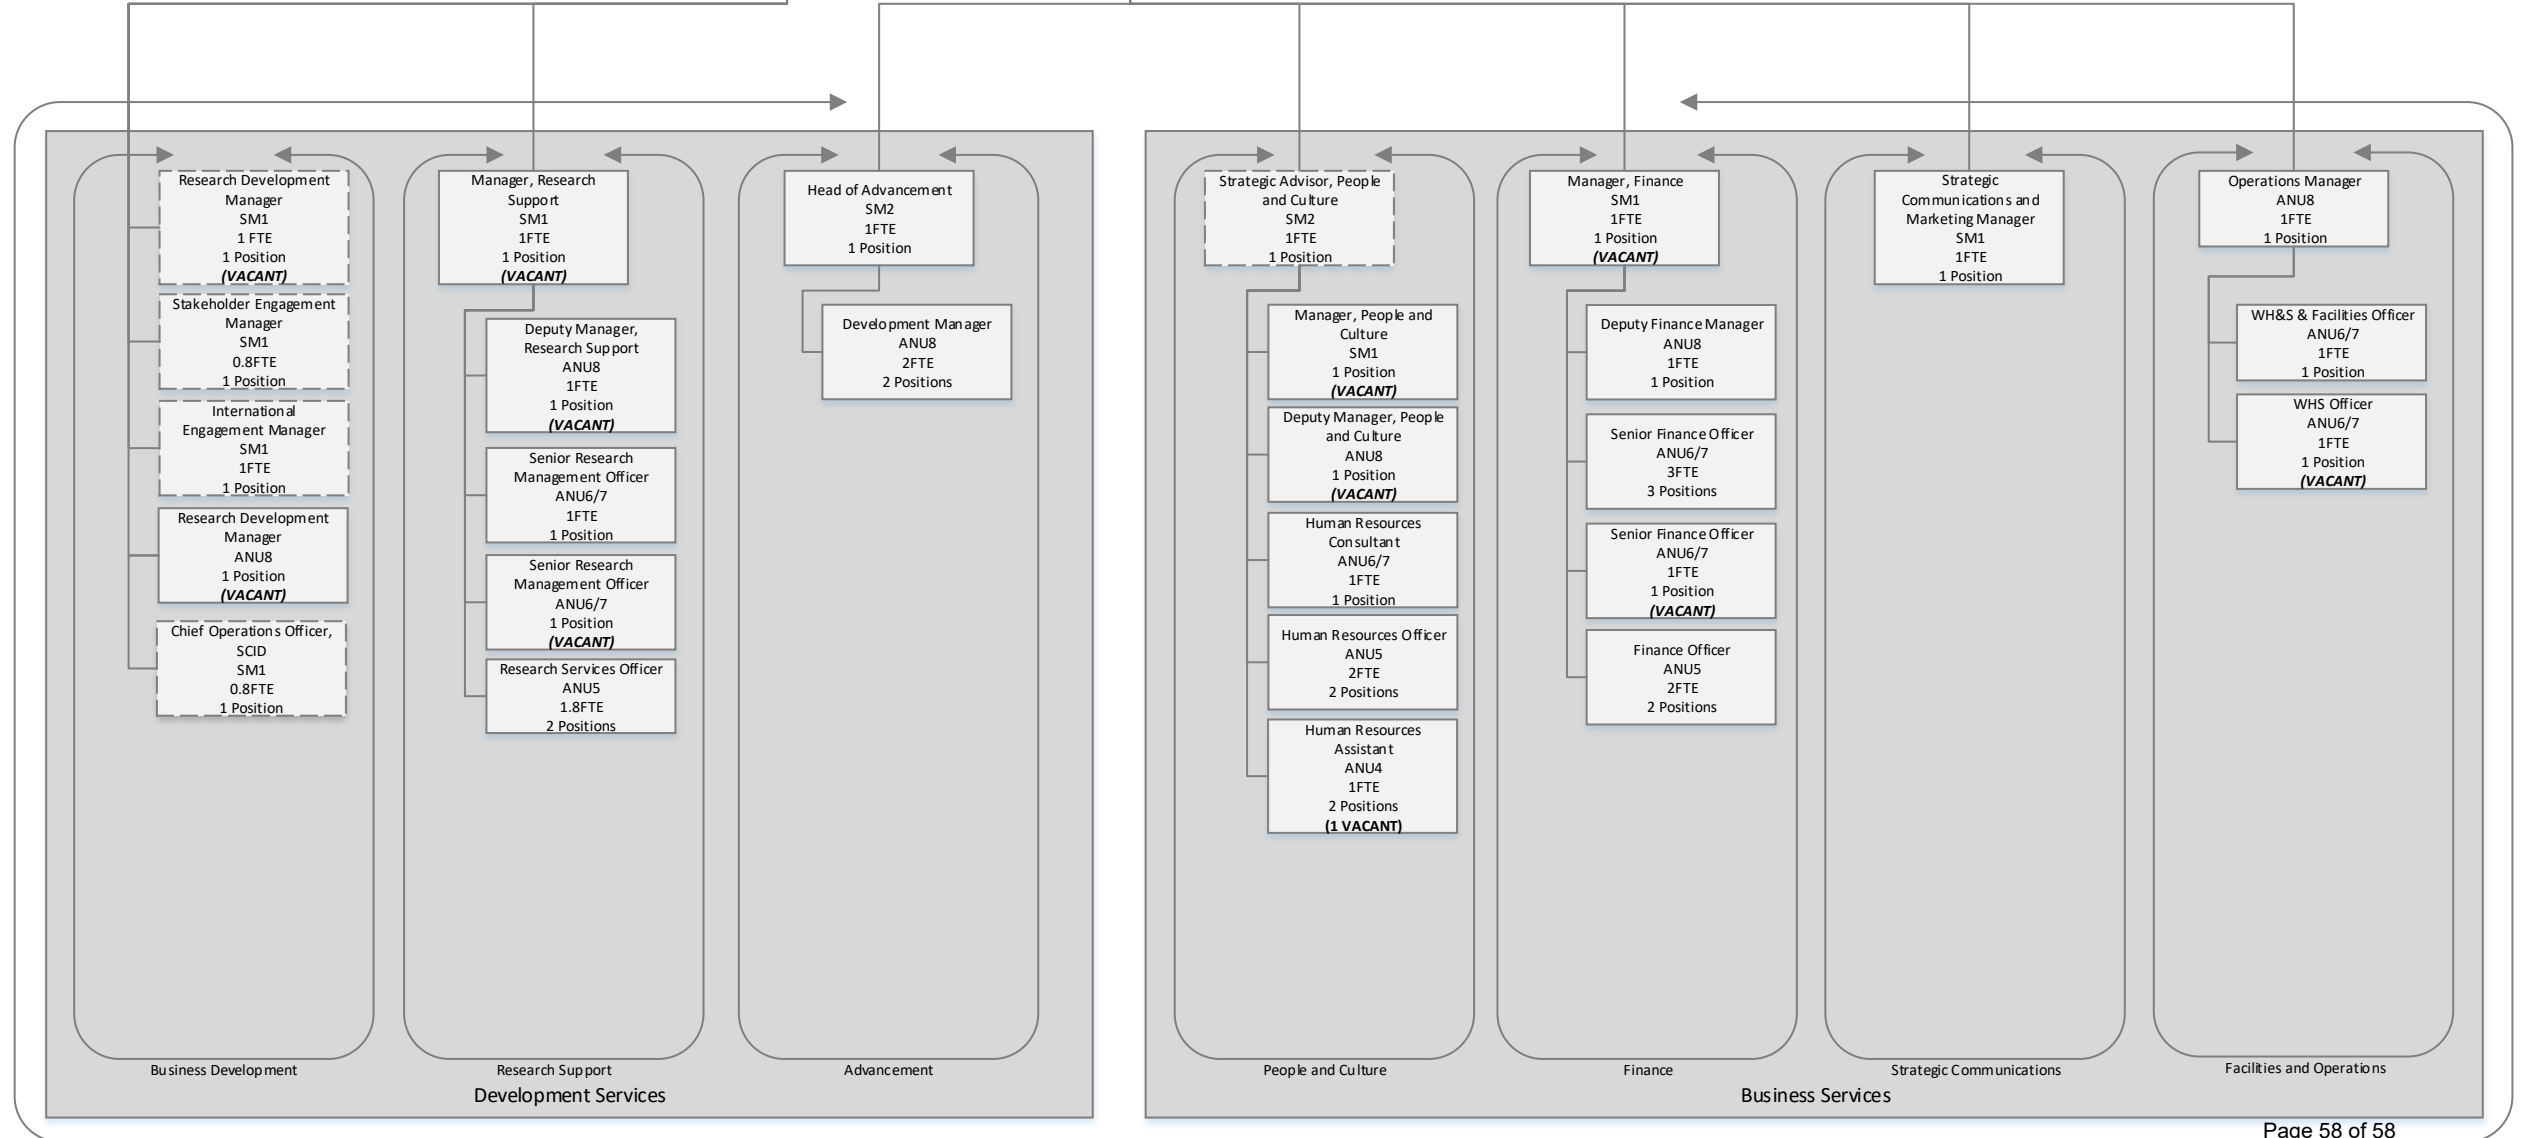 Research Development
Manager
SM1
1 FTE
1 Position
(VACANT)
Stakeholder Engagement
Manager
SM1
0.8FTE
1 Position
International
Engagement Manager
SM1
1FTE
1 Position
Research Development
Manager
ANU8
1 Position
(VACANT)
Chief Operations Officer,
SCID
SM1
0.8FTE
1 Position
Business Development
Manager, Research
Support
SM1
1FTE
1 Position
(VACANT)
Deputy Manager,
Research Support
ANU8
1FTE
1 Position
(VACANT)
Senior Research
Management Officer
ANU6/7
1FTE
1 Position
Senior Research
Management Officer
ANU6/7
1 Position
(VACANT)
Research Services Officer
ANU5
1.8FTE
2 Positions
Research Support
Head of Advancement
SM2
1FTE
1 Position
Development Manager
ANU8
2FTE
2 Positions
Advancement
Development Services
Strategic Advisor, People
and Culture
SM2
1FTE
1 Position
Manager, People and
Culture
SM1
1 Position
(VACANT)
Deputy Manager, People
and Culture
ANU8
1 Position
(VACANT)
Human Resources
Consultant
ANU6/7
1FTE
1 Position
Human Resources Officer
ANU5
2FTE
2 Positions
Human Resources
Assistant
ANU4
1FTE
2 Positions
(1 VACANT)
People and Culture
Manager, Finance
SM1
1FTE
1 Position
(VACANT)
Deputy Finance Manager
ANU8
1FTE
1 Position
Senior Finance Officer
ANU6/7
3FTE
3 Positions
Senior Finance Officer
ANU6/7
1FTE
1 Position
(VACANT)
Finance Officer
ANU5
2FTE
2 Positions
Finance
Strategic
Communications and
Marketing Manager
SM1
1FTE
1 Position
Strategic Communications
Operations Manager
ANU8
1FTE
1 Position
WH&S & Facilities Officer
ANU6/7
1FTE
1 Position
WHS Officer
ANU6/7
1FTE
1 Position
(VACANT)
Facilities and Operations
Business Services
Page 58 of 58